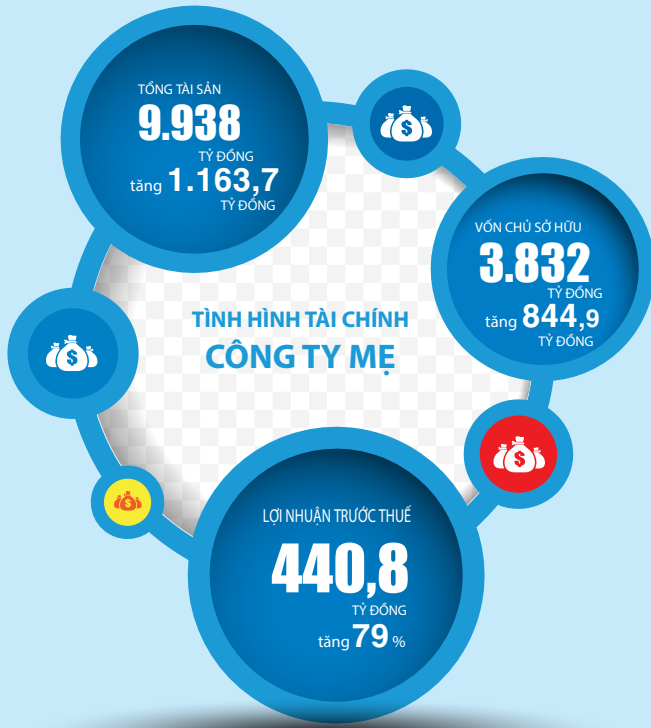 TỔNG TÀI SẢN
9.938
TỶ ĐỒNG
tăng 1.163,7
TỶ ĐỒNG
VỐN CHỦ SỞ HỮU
3.832
TỶ ĐỒNG
tăng 844,9
TỶ ĐỒNG
TÌNH HÌNH TÀI CHÍNH
CÔNG TY MẸ
LỢI NHUẬN TRƯỚC THUẾ
440,8
TỶ ĐỒNG
tăng 79 %